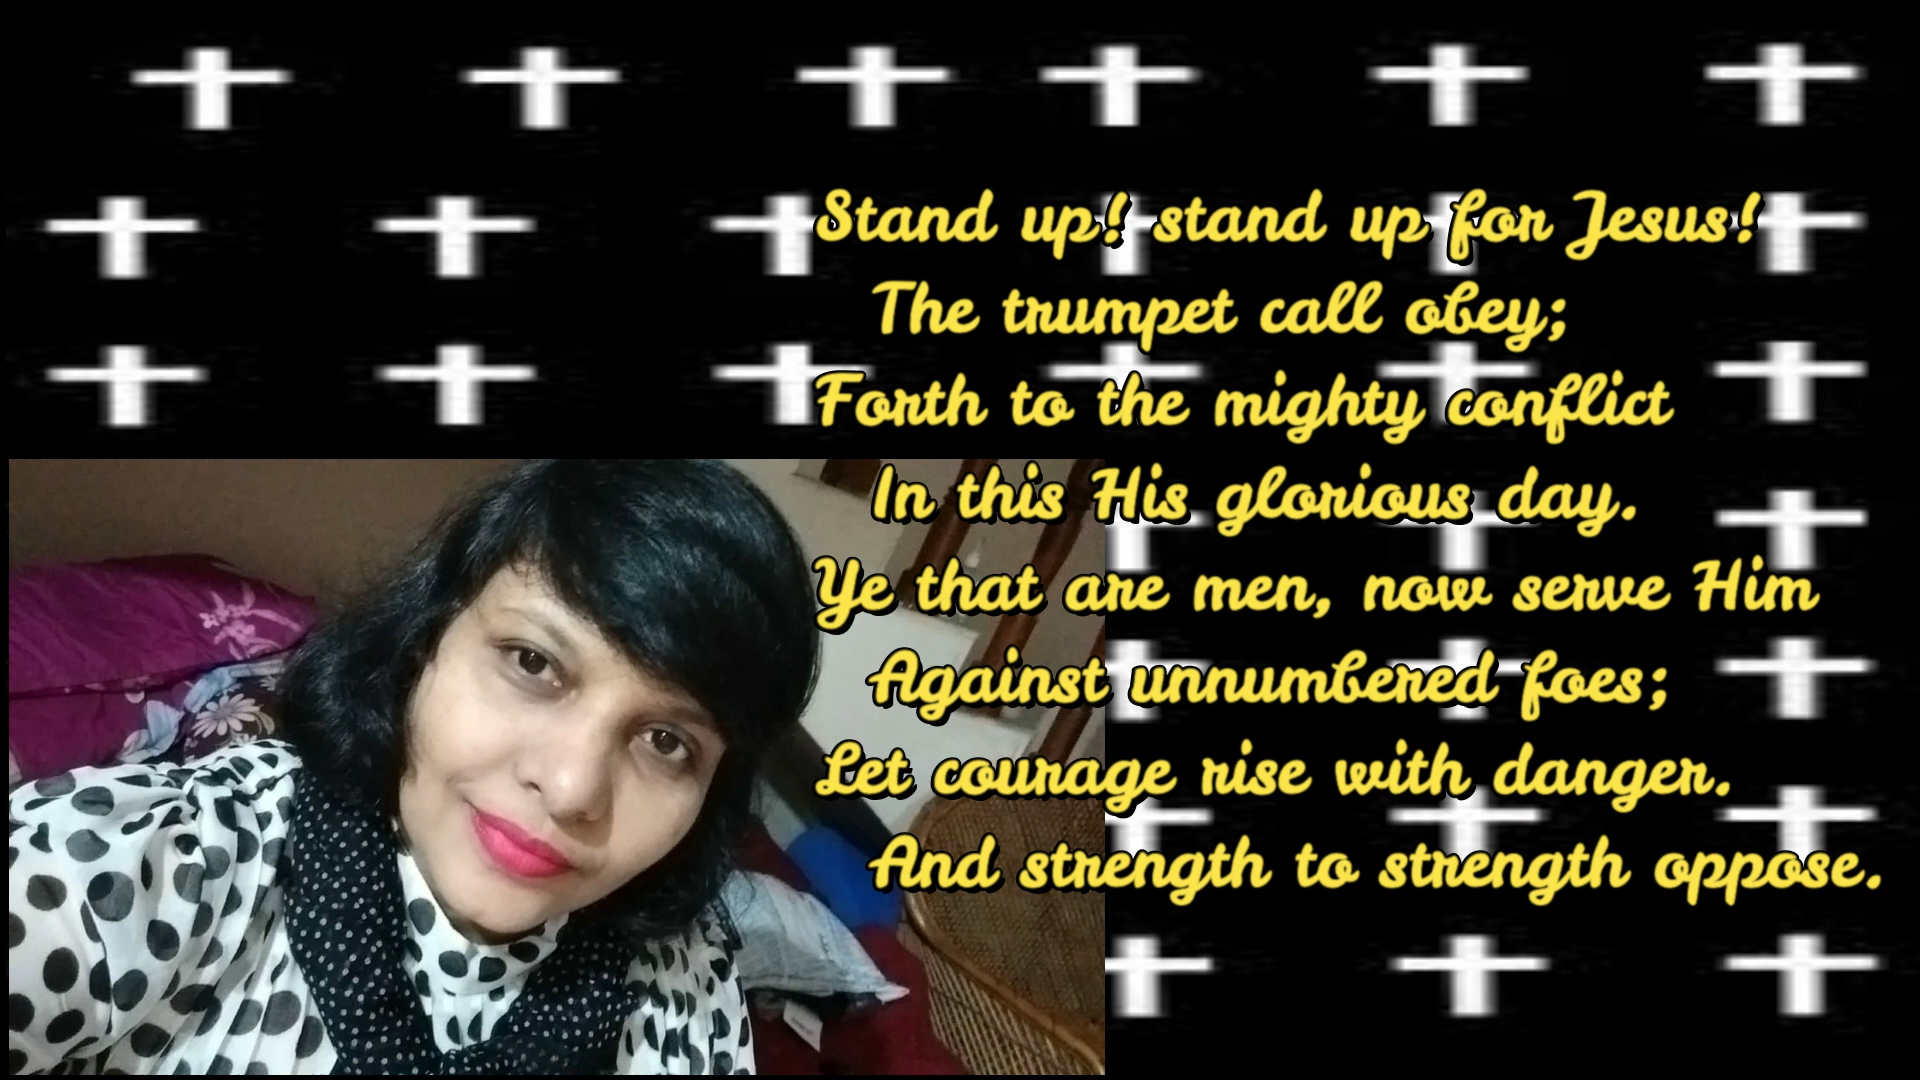 Stand up! stand up for Jesus!
The trumpet call obey;
Forth to the mighty conflict
In this His glorious day.
Ye that are men, now serve Him
Against unnumbered foes;
Let courage rise with danger.
And strength to strength oppose.